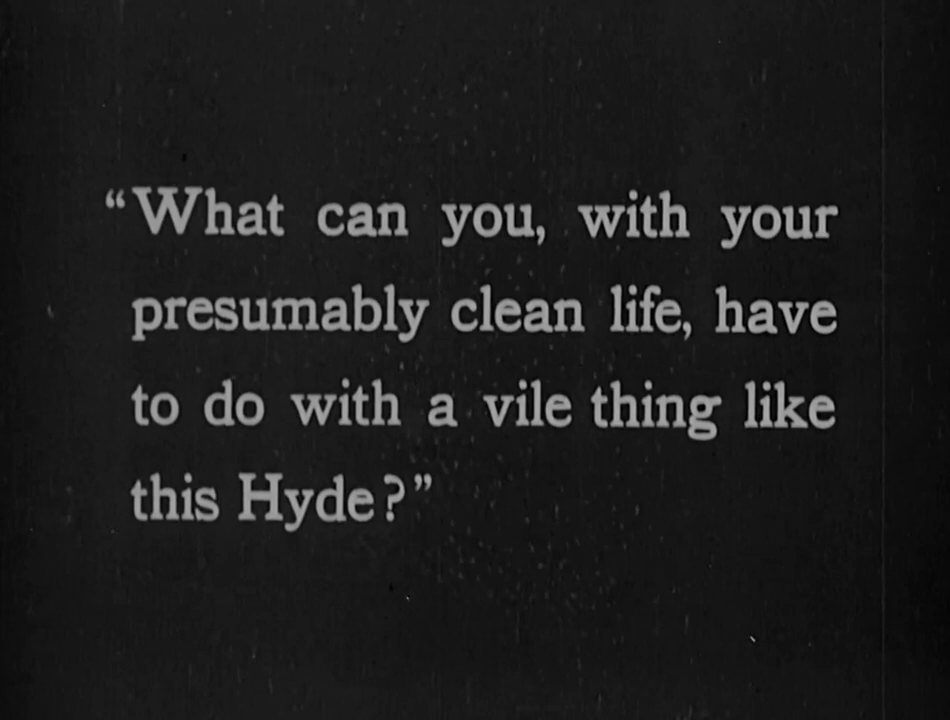 “What can you, with your
presumably clean life, have
to do with a vile thing like
this Hyde?”